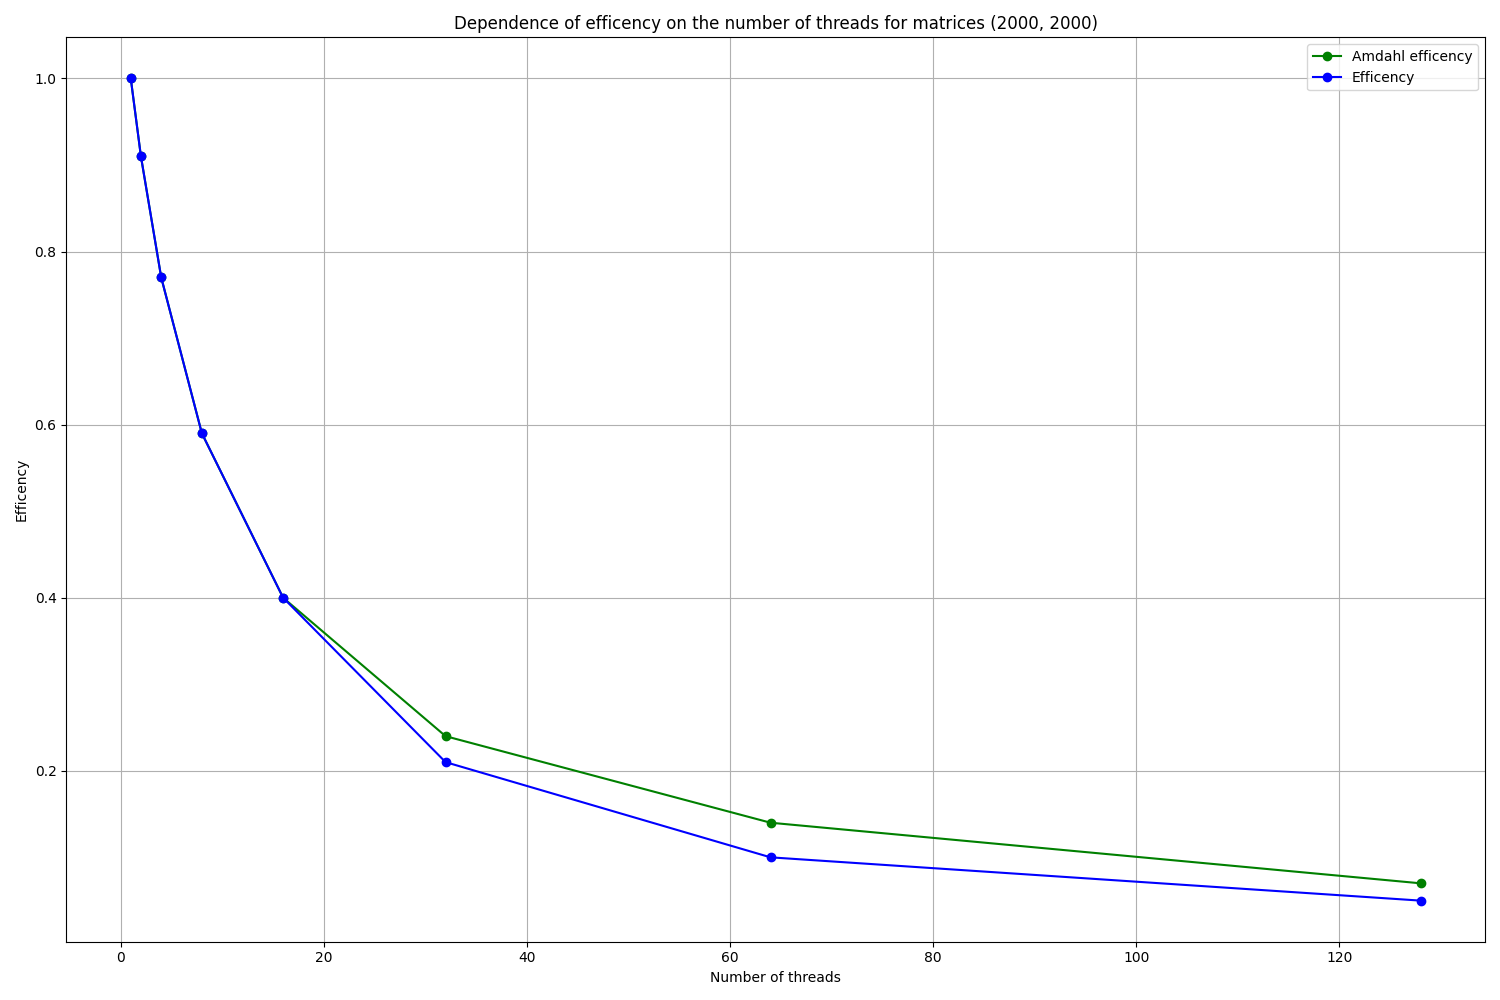 Dependence of efficency on the number of threads for matrices (2000, 2000)
Amdahl efficency
Efficency
1.0
0.8
0.6
0.4
0.2
Efficency
0 20 40 60 80 100 120
Number of threads